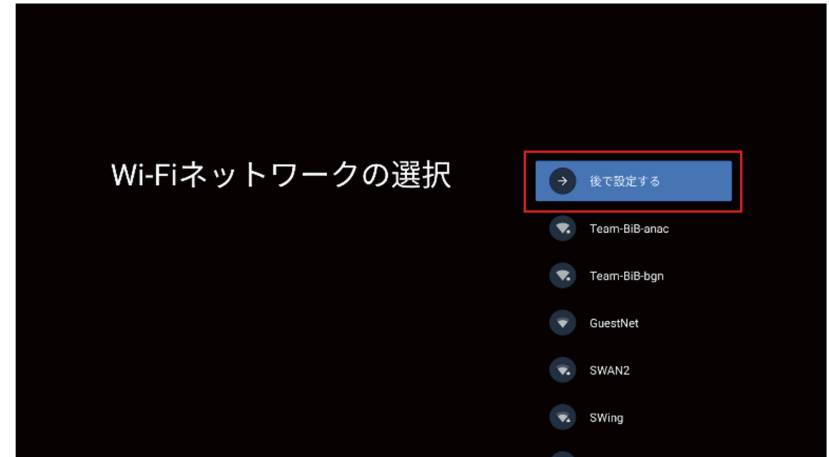 Wi-Fiネットワークの選択
後で設定する
Team-BiB-anac
Team-BiB-bgn
GuestNet
SWAN2
SWing